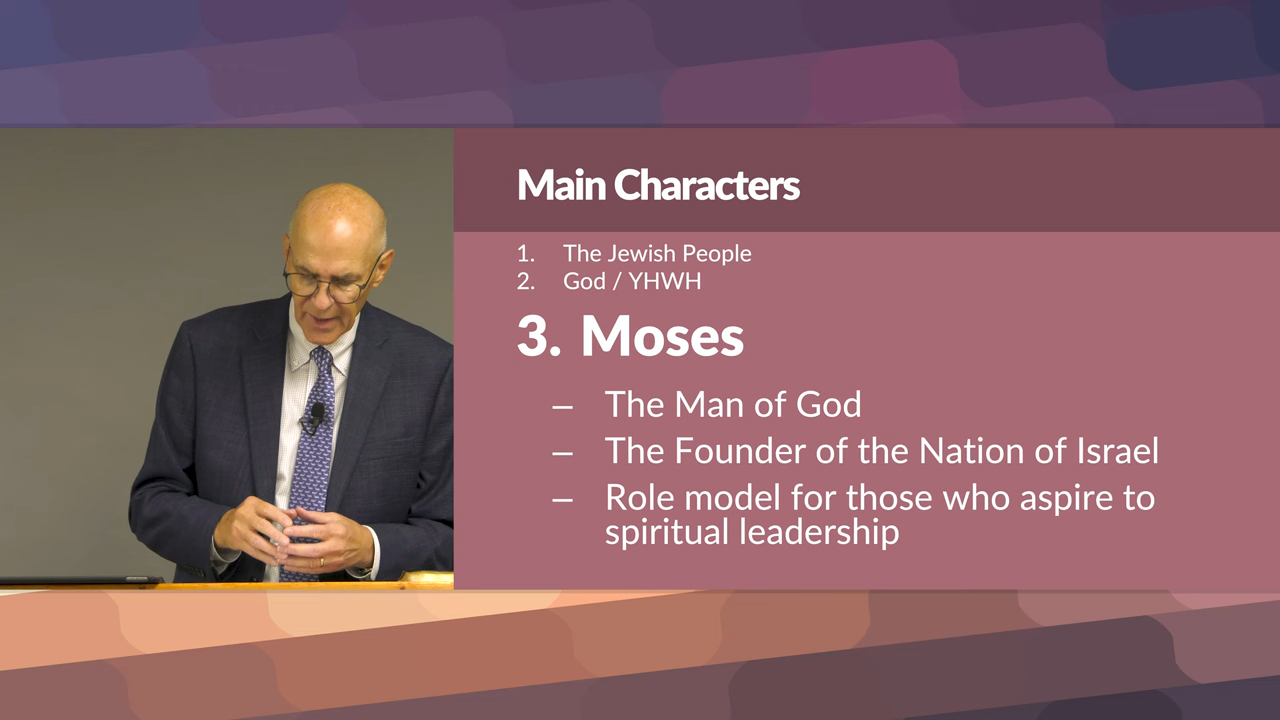 Main Characters
1. The Jewish People
2. God / YHWH
3. Moses
– The Man of God
– The Founder of the Nation of Israel
– Role model for those who aspire to
spiritual leadership